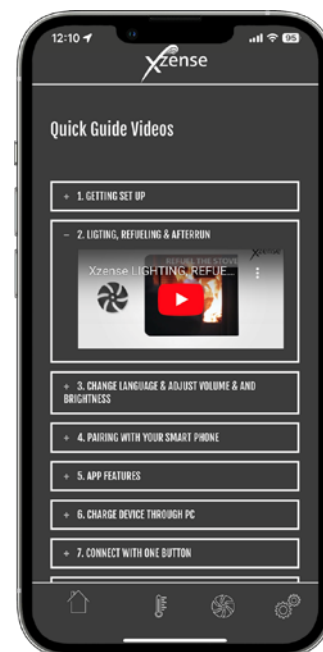 12:10
95
Xzense
Quick Guide Videos
+ 1. GETTING SET UP
− 2. LIGTING, REFUELING & AFTERRUN
Xzense
REFUEL THE STOVE
Xzense LIGHTING, REFUE...
+ 3. CHANGE LANGUAGE & ADJUST VOLUME & AND
BRIGHTNESS
+ 4. PAIRING WITH YOUR SMART PHONE
+ 5. APP FEATURES
+ 6. CHARGE DEVICE THROUGH PC
+ 7. CONNECT WITH ONE BUTTON